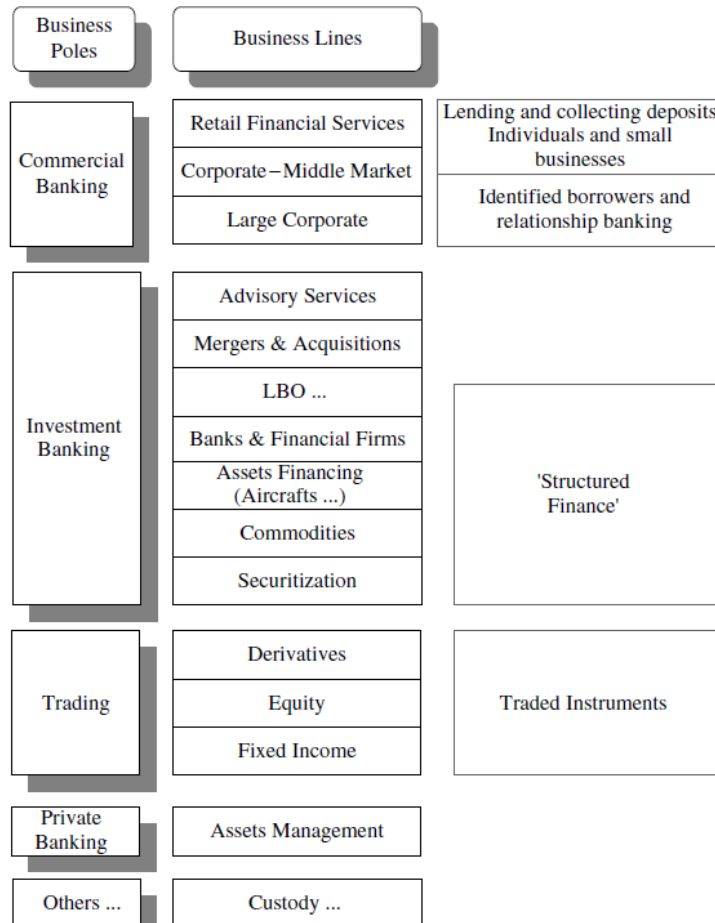 Business
Poles
Business Lines
Commercial
Banking
Retail Financial Services
Corporate−Middle Market
Large Corporate
Lending and collecting deposits
Individuals and small
businesses
Identified borrowers and
relationship banking
Investment
Banking
Advisory Services
Mergers & Acquisitions
LBO ...
Banks & Financial Firms
Assets Financing
(Aircrafts ...)
Commodities
Securitization
'Structured
Finance'
Trading
Derivatives
Equity
Fixed Income
Traded Instruments
Private
Banking
Assets Management
Others ...
Custody ...